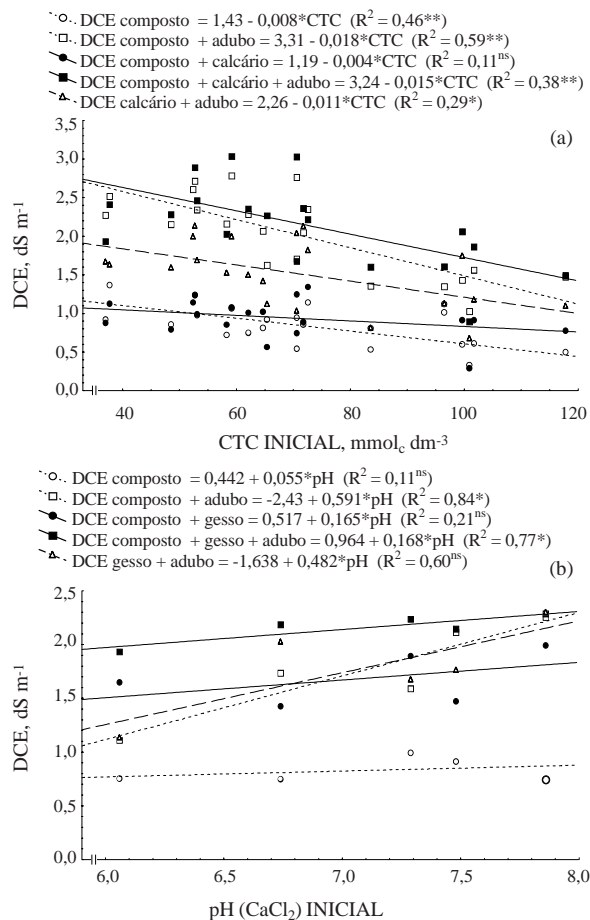 DCE composto = 1,43 - 0,008*CTC (R² = 0,46**)
DCE composto + adubo = 3,31 - 0,018*CTC (R² = 0,59**)
DCE composto + calcário = 1,19 - 0,004*CTC (R² = 0,11ⁿˢ)
DCE composto + calcário + adubo = 3,24 - 0,015*CTC (R² = 0,38**)
DCE calcário + adubo = 2,26 - 0,011*CTC (R² = 0,29*)
(a)
DCE, dS m⁻¹
3,5
3,0
2,5
2,0
1,5
1,0
0,5
0,0
40 60 80 100 120
CTC INICIAL, mmol_c dm⁻³
DCE composto = 0,442 + 0,055*pH (R² = 0,11ⁿˢ)
DCE composto + adubo = -2,43 + 0,591*pH (R² = 0,84*)
DCE composto + gesso = 0,517 + 0,165*pH (R² = 0,21ⁿˢ)
DCE composto + gesso + adubo = 0,964 + 0,168*pH (R² = 0,77*)
DCE gesso + adubo = -1,638 + 0,482*pH (R² = 0,60ⁿˢ)
(b)
DCE, dS m⁻¹
2,5
2,0
1,5
1,0
0,5
0,0
6,0 6,5 7,0 7,5 8,0
pH (CaCl₂) INICIAL